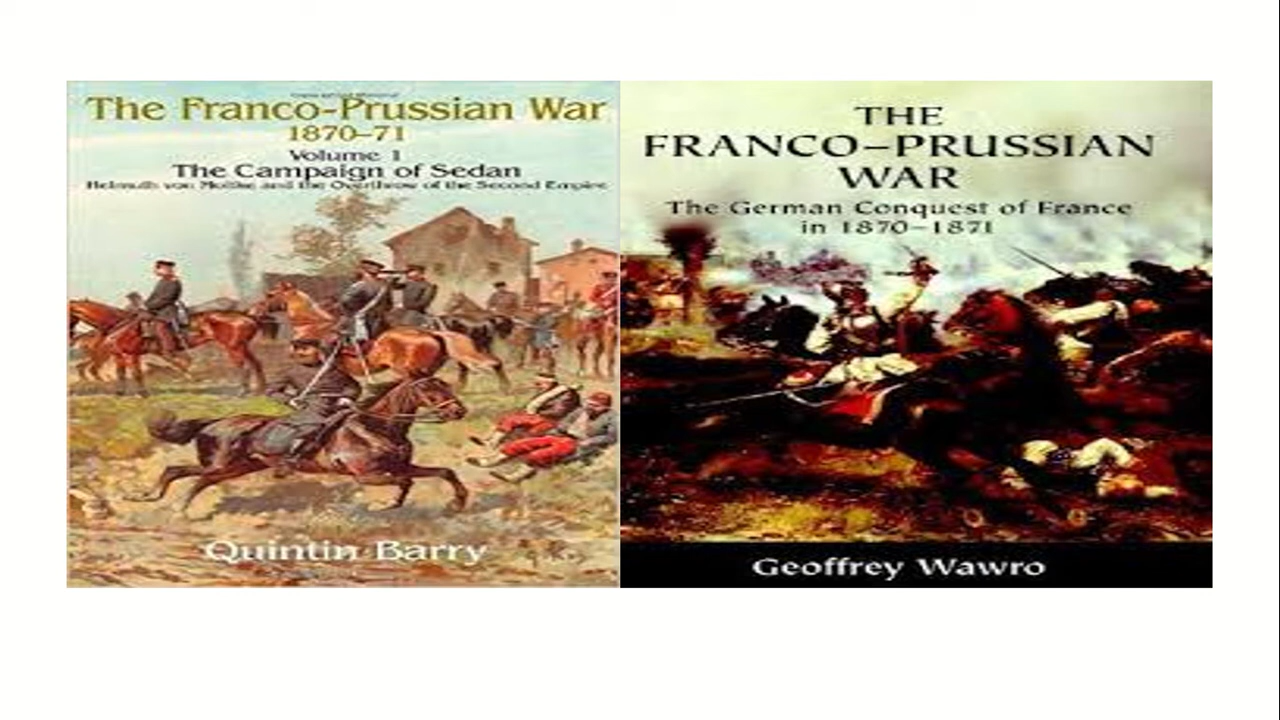 The Franco-Prussian War
1870-71
Volume 1
The Campaign of Sedan
Helmuth von Moltke and the Overthrow of the Second Empire
Quintin Barry
THE
FRANCO-PRUSSIAN
WAR
The German Conquest of France
in 1870-1871
Geoffrey Wawro